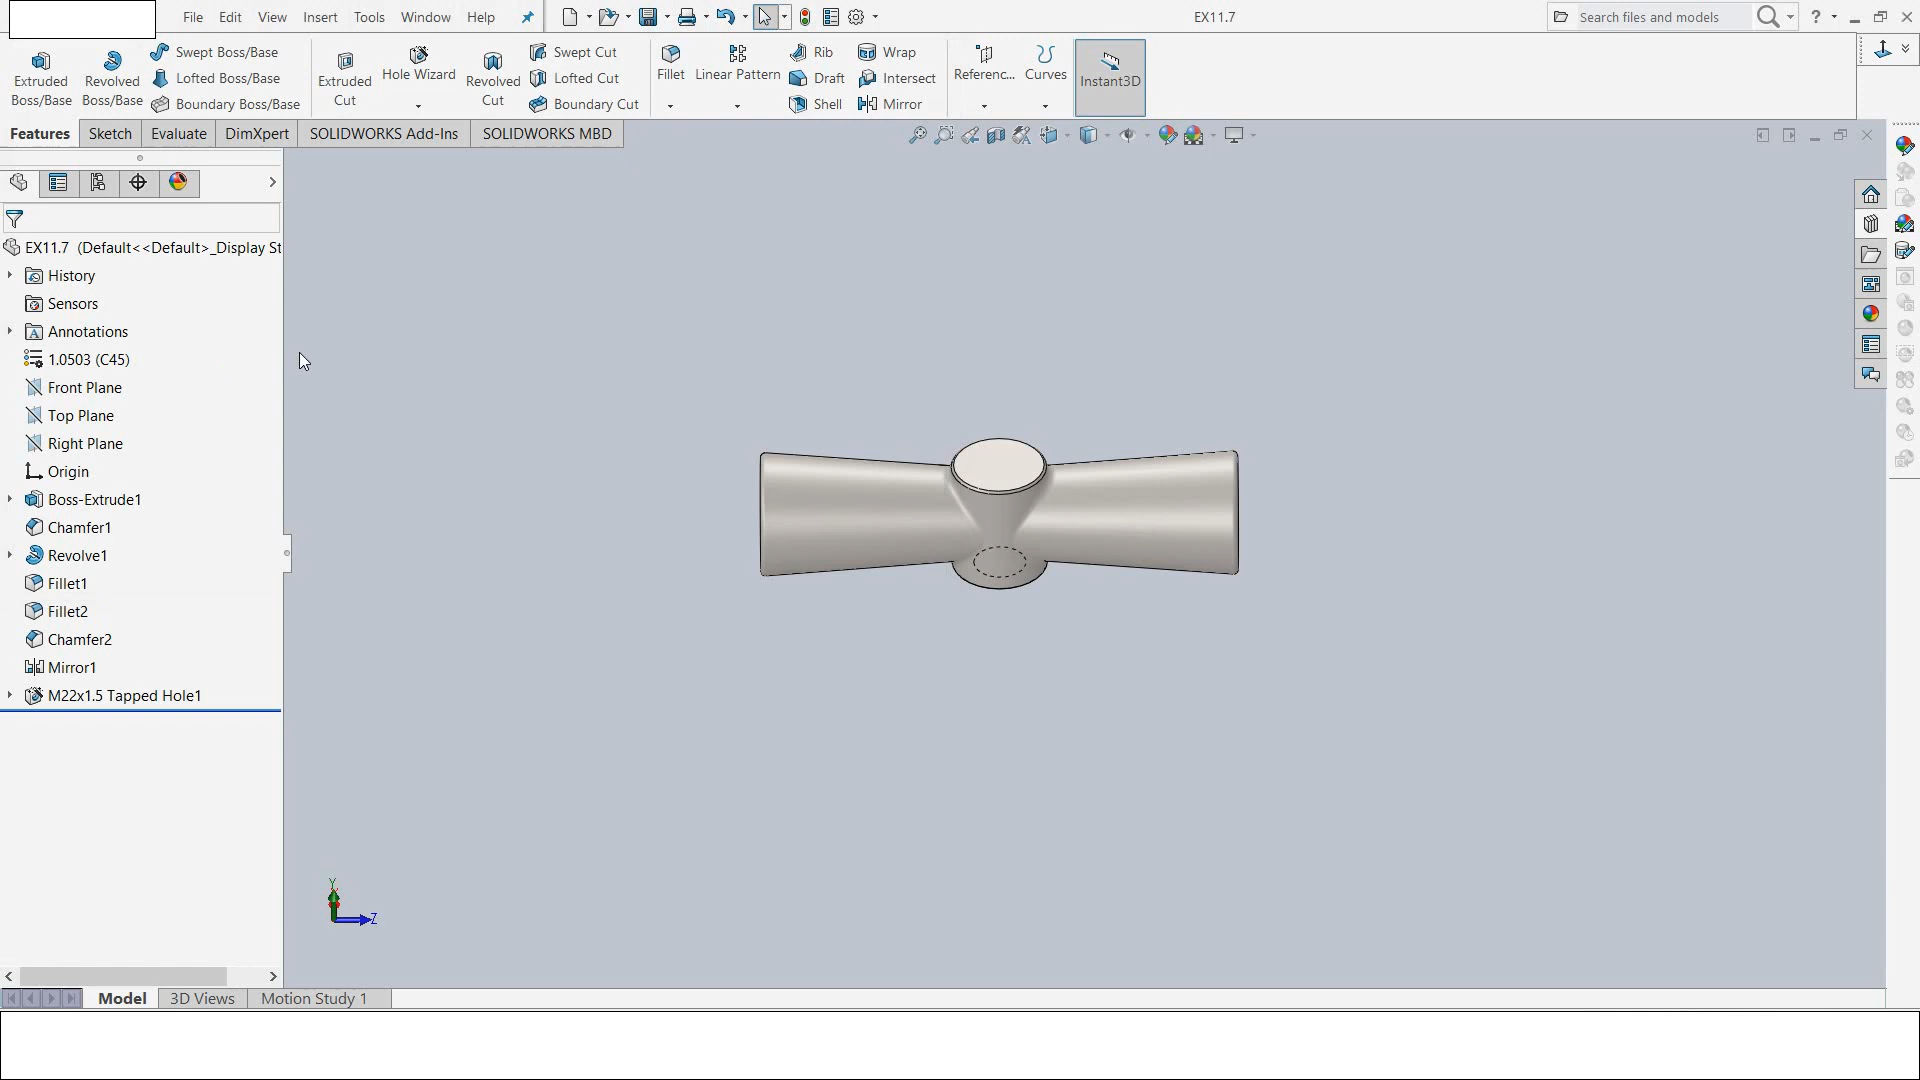 File Edit View Insert Tools Window Help
EX11.7
Search files and models
?
Extruded Boss/Base
Revolved Boss/Base
Swept Boss/Base
Lofted Boss/Base
Boundary Boss/Base
Extruded Cut
Hole Wizard
Revolved Cut
Swept Cut
Lofted Cut
Boundary Cut
Fillet
Linear Pattern
Rib
Draft
Shell
Wrap
Intersect
Mirror
Referenc...
Curves
Instant3D
Features Sketch Evaluate DimXpert SOLIDWORKS Add-Ins SOLIDWORKS MBD
EX11.7 (Default<<Default>_Display St
History
Sensors
A Annotations
1.0503 (C45)
Front Plane
Top Plane
Right Plane
Origin
Boss-Extrude1
Chamfer1
Revolve1
Fillet1
Fillet2
Chamfer2
Mirror1
M22x1.5 Tapped Hole1
Y
Z
Model 3D Views Motion Study 1